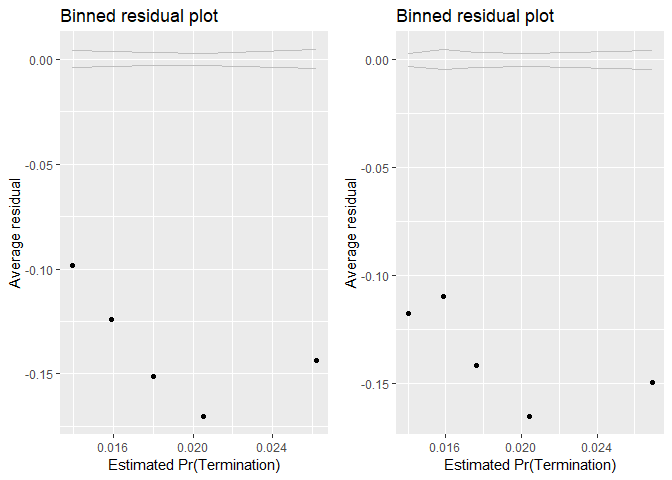 Binned residual plot
0.00
-0.05
-0.10
-0.15
Average residual
0.016 0.020 0.024
Estimated Pr(Termination)
Binned residual plot
0.00
-0.05
-0.10
-0.15
Average residual
0.016 0.020 0.024
Estimated Pr(Termination)